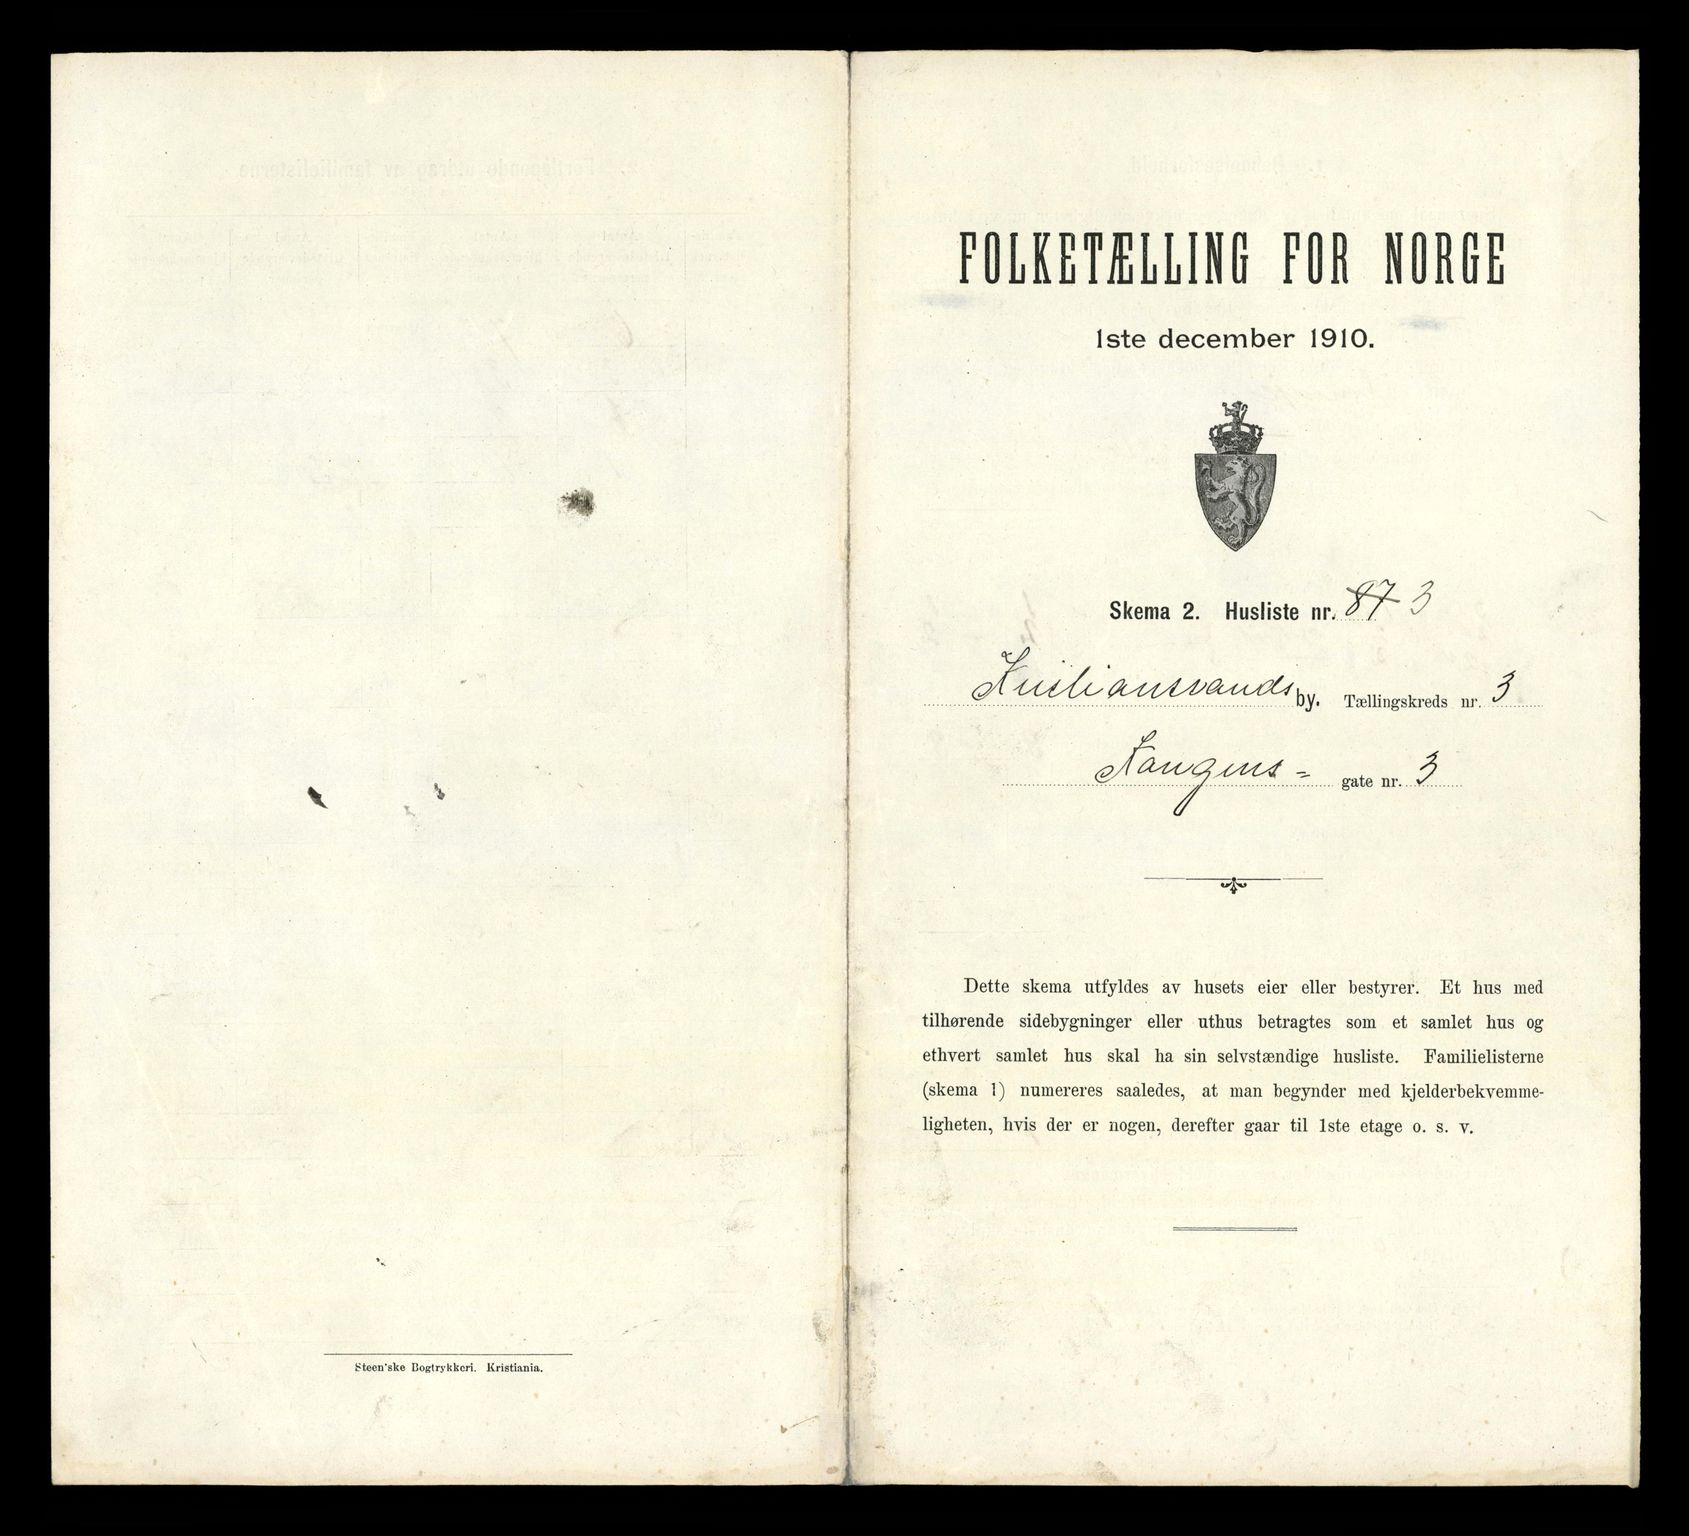 FOLKETÆLLING FOR NORGE
1ste december 1910.
Skema 2. Husliste nr. 87 3
Kristiansvands by. Tællingskreds nr. 3
Kongens- gate nr. 3
Dette skema utfyldes av husets eier eller bestyrer. Et hus med
tilhørende sidebygninger eller uthus betragtes som et samlet hus og
ethvert samlet hus skal ha sin selvstændige husliste. Familielisterne
(skema 1) numereres saaledes, at man begynder med kjelderbekvemme-
ligheten, hvis der er nogen, derefter gaar til 1ste etage o. s. v.
Steen'ske Bogtrykkeri. Kristiania.